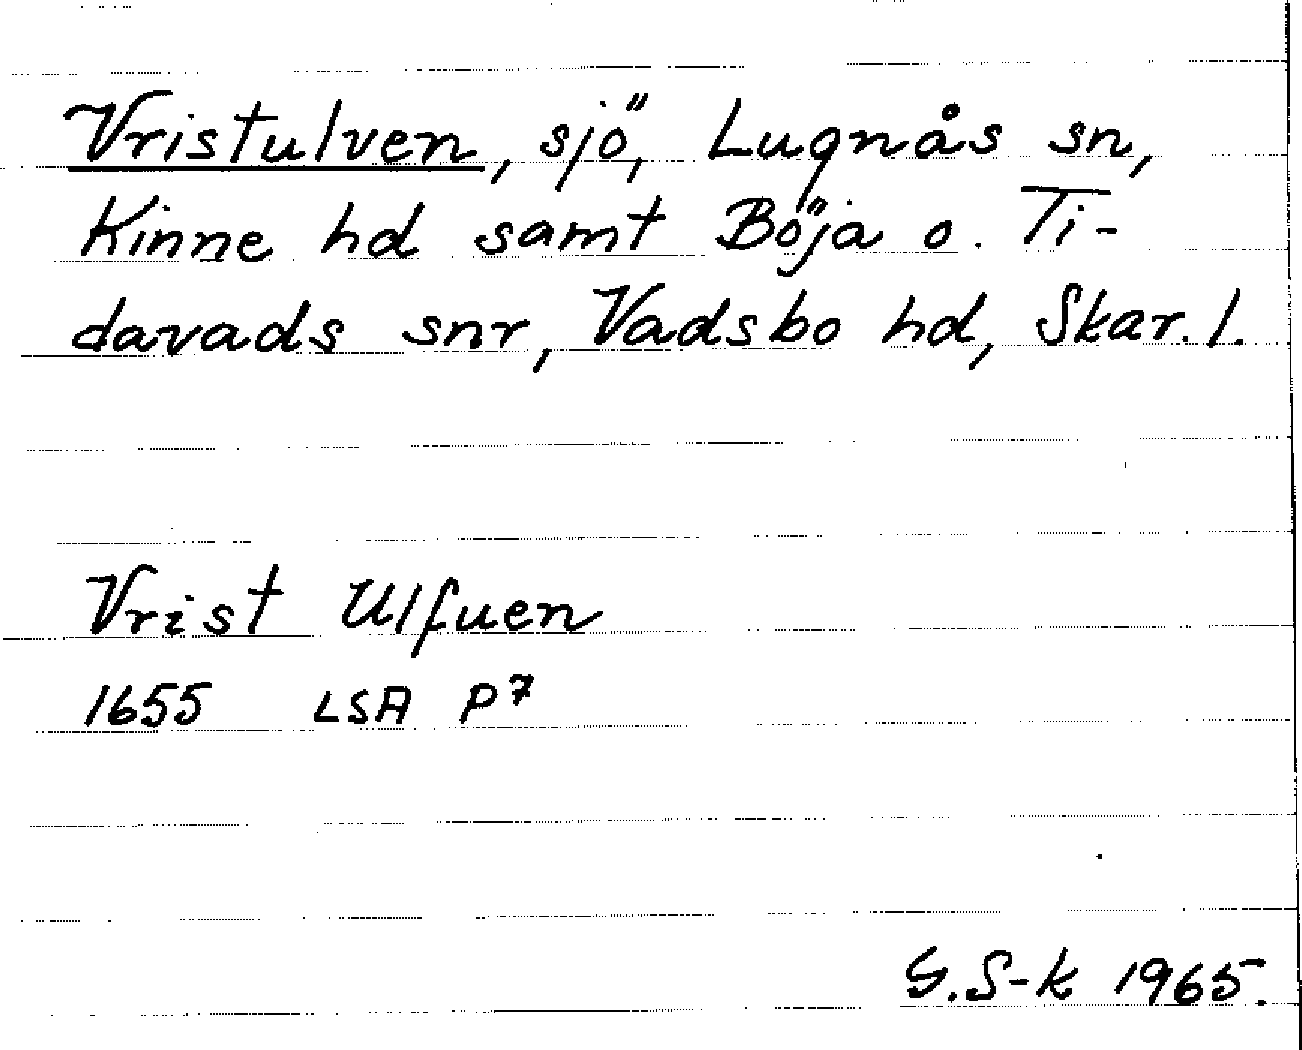 Vristulven, sjö, Lugnås sn,
Kinne hd samt Böja o. Ti-
davads snr, Vadsbo hd, Skar. l.
Vrist Ulfuen
1655 LSA P7
G. S-k 1965.